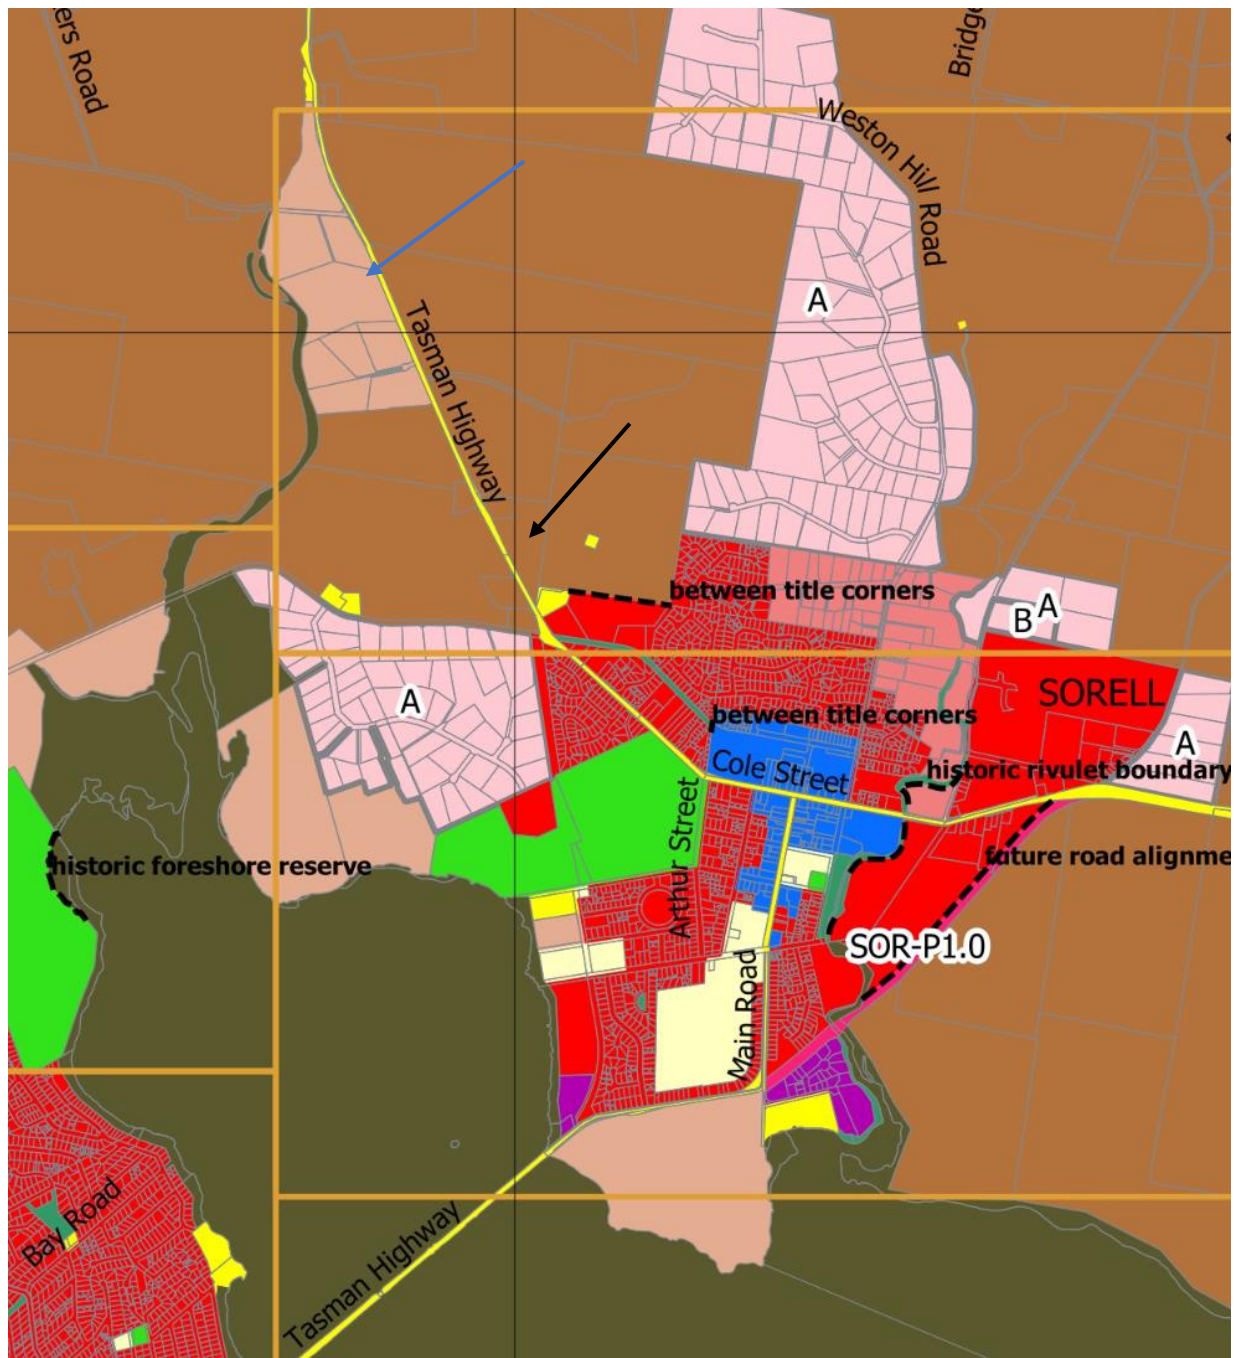 ers Road
Bridge
Weston Hill Road
A
Tasman Highway
between title corners
A
B
A
SORELL
between title corners
A
Cole Street
historic rivulet boundary
Arthur Street
historic foreshore reserve
future road alignme
SOR-P1.0
Main Road
Bay Road
Tasman Highway